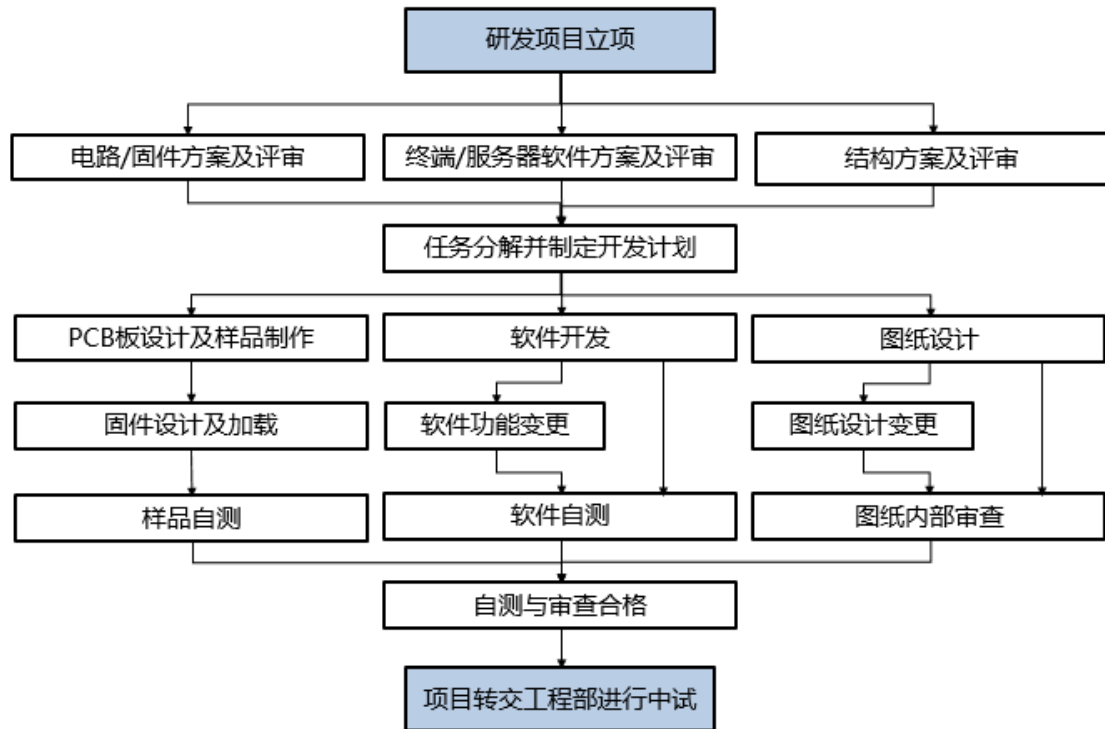 研发项目立项
电路/固件方案及评审
终端/服务器软件方案及评审
结构方案及评审
任务分解并制定开发计划
PCB板设计及样品制作
软件开发
图纸设计
固件设计及加载
软件功能变更
图纸设计变更
样品自测
软件自测
图纸内部审查
自测与审查合格
项目转交工程部进行中试